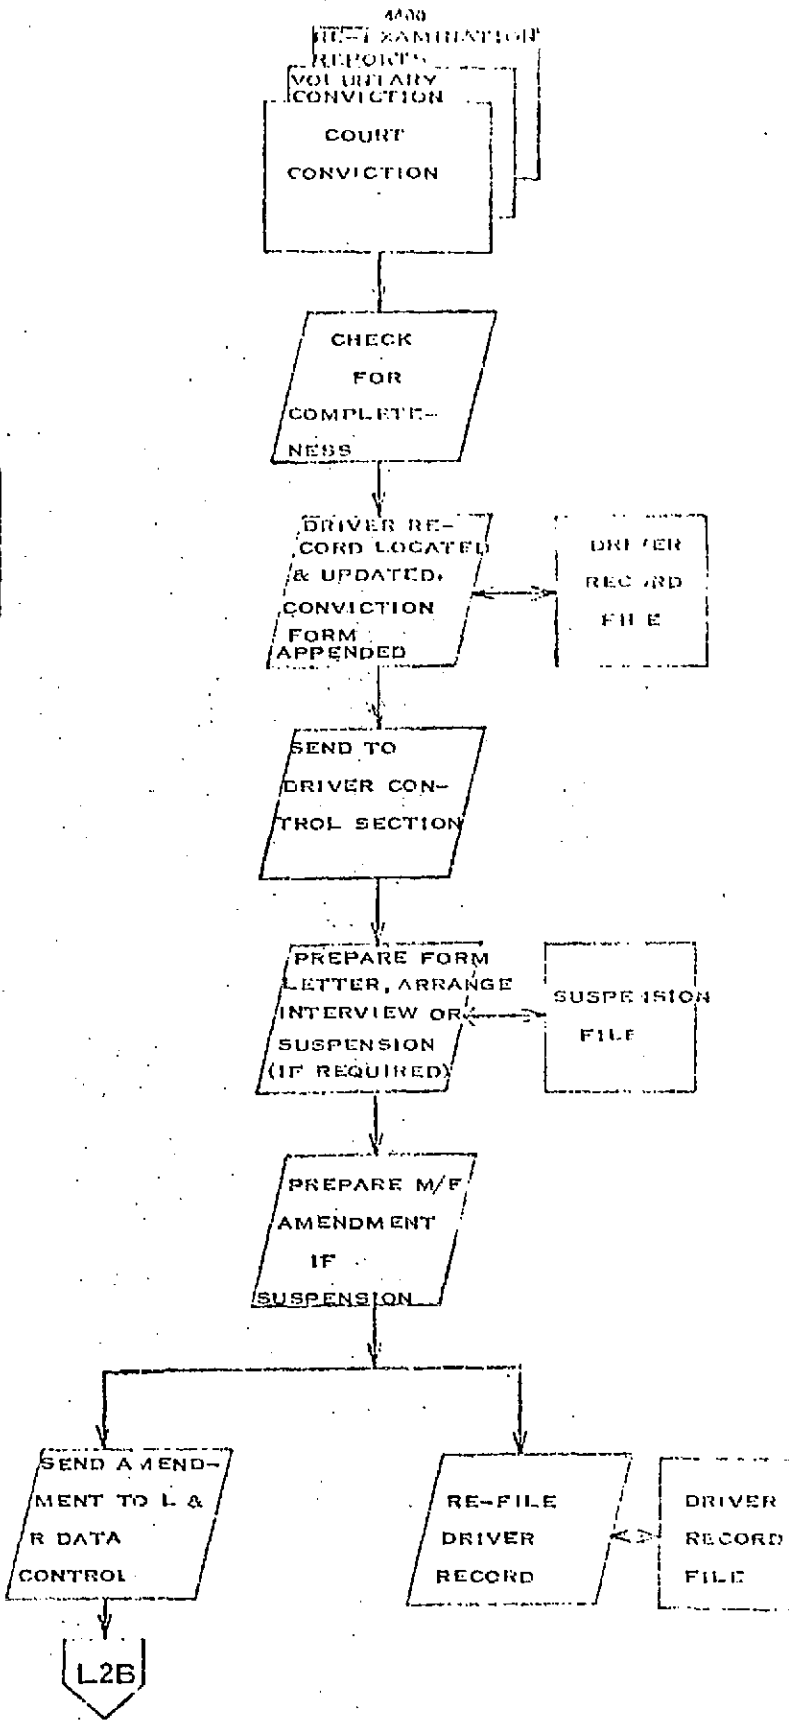 4400
RE-EXAMINATION
REPORTS
VOLUNTARY
CONVICTION
COURT
CONVICTION
CHECK
FOR
COMPLETE-
NESS
DRIVER RE-
CORD LOCATED
& UPDATED,
CONVICTION
FORM
APPENDED
DRIVER
RECORD
FILE
SEND TO
DRIVER CON-
TROL SECTION
PREPARE FORM
LETTER, ARRANGE
INTERVIEW OR
SUSPENSION
(IF REQUIRED)
SUSPENSION
FILE
PREPARE M/F
AMENDMENT
IF
SUSPENSION
SEND AMEND-
MENT TO L &
R DATA
CONTROL
RE-FILE
DRIVER
RECORD
DRIVER
RECORD
FILE
L2B